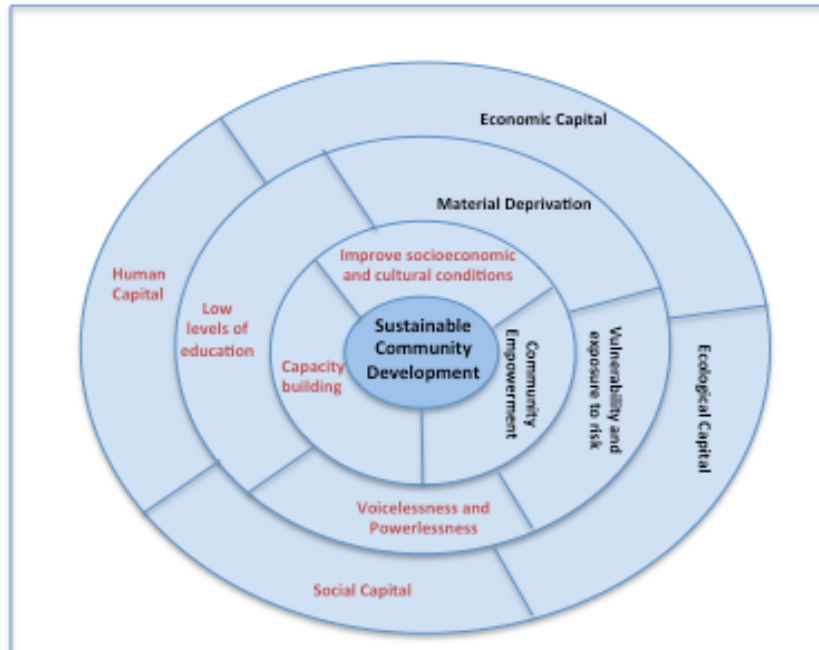 Economic Capital
Material Deprivation
Improve socioeconomic
and cultural conditions
Human
Capital
Low
levels of
education
Capacity
building
Sustainable
Community
Development
Community
Empowerment
Vulnerability and
exposure to risk
Ecological Capital
Voicelessness and
Powerlessness
Social Capital